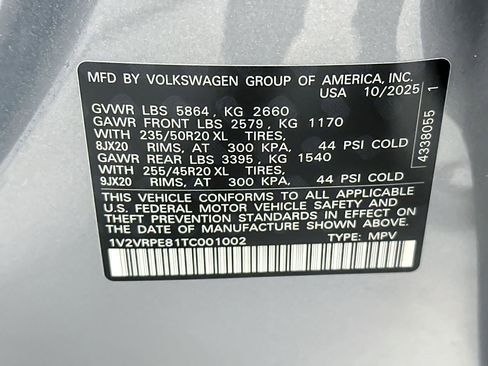 MFD BY VOLKSWAGEN GROUP OF AMERICA, INC.
USA 10/2025
GVWR LBS 5864 , KG 2660
GAWR FRONT LBS 2579 , KG 1170
WITH 235/50R20 XL TIRES,
8JX20 RIMS, AT 300 KPA, 44 PSI COLD
GAWR REAR LBS 3395 , KG 1540
WITH 255/45R20 XL TIRES,
9JX20 RIMS, AT 300 KPA, 44 PSI COLD
THIS VEHICLE CONFORMS TO ALL APPLICABLE
U.S. FEDERAL MOTOR VEHICLE SAFETY AND
THEFT PREVENTION STANDARDS IN EFFECT ON THE
DATE OF MANUFACTURE SHOWN ABOVE.
1V2VRPE81TC001002 TYPE: MPV
4338055 1